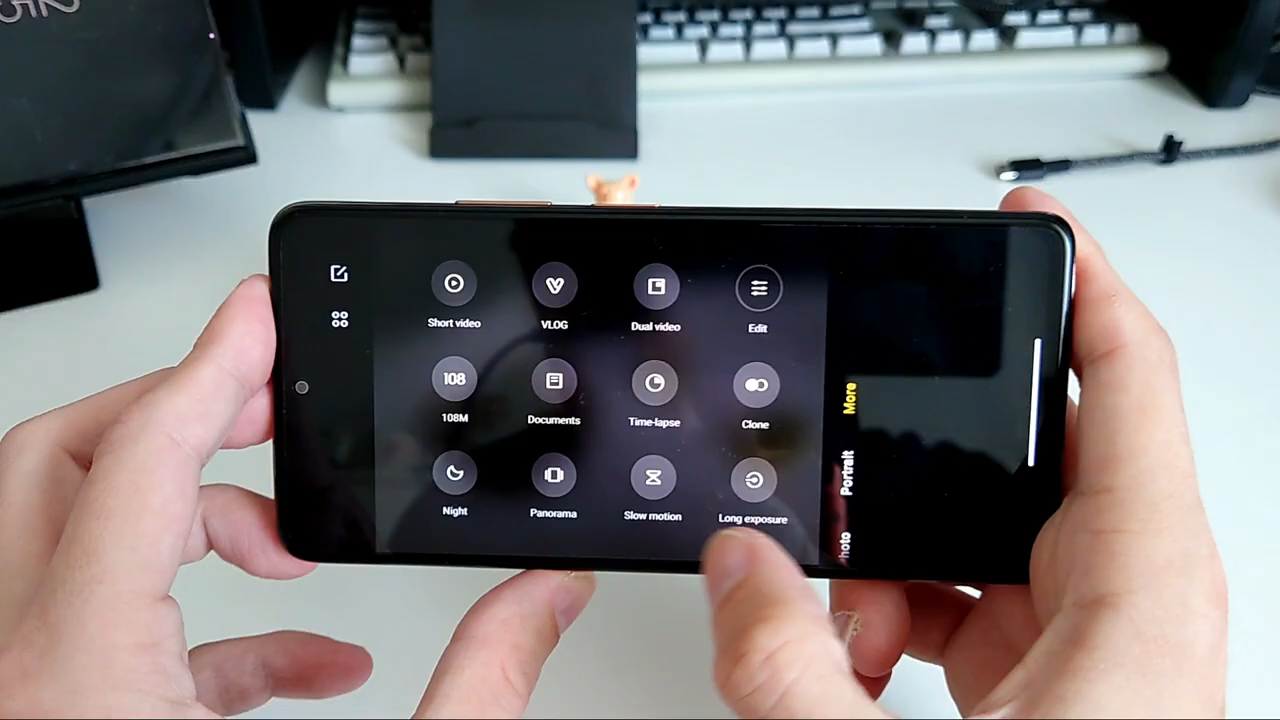 Short video
VLOG
Dual video
Edit
108
108M
Documents
Time-lapse
Clone
Night
Panorama
Slow motion
Long exposure
More
Portrait
hoto